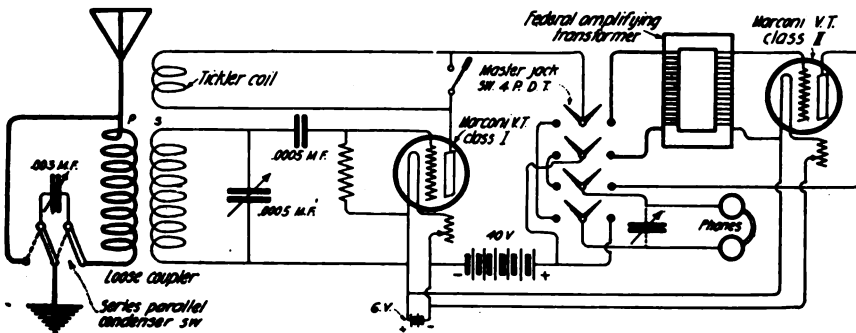 Federal amplifying
transformer
Marconi V.T.
class II
Tickler coil
Master jack
SW. 4 P.D.T.
P
S
Marconi V.T.
class I
.003 M.F.
.0005 M.F.
.0005 M.F.
40 V
-
+
Phones
Loose coupler
Series parallel
condenser SW
6 V.
+
-